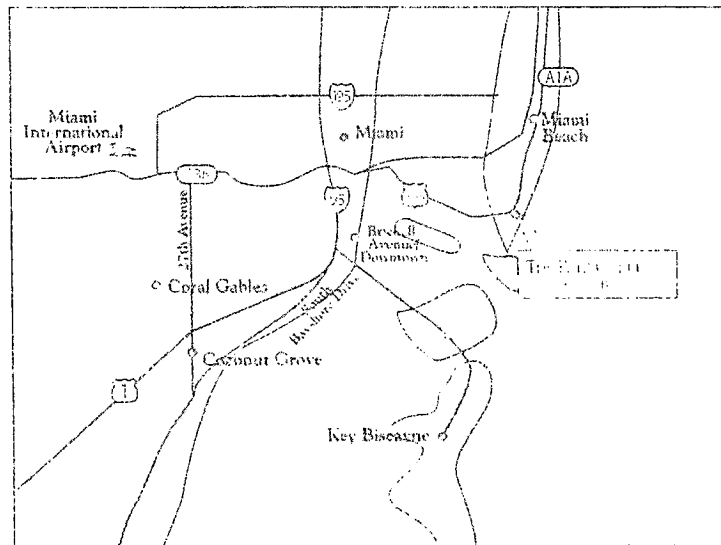 A1A
195
Miami
International
Airport
Miami
Miami
Beach
95
27th Avenue
Brickell
Avenue/
Downtown
Coral Gables
South
Bayshore Drive
Coconut Grove
1
Key Biscayne